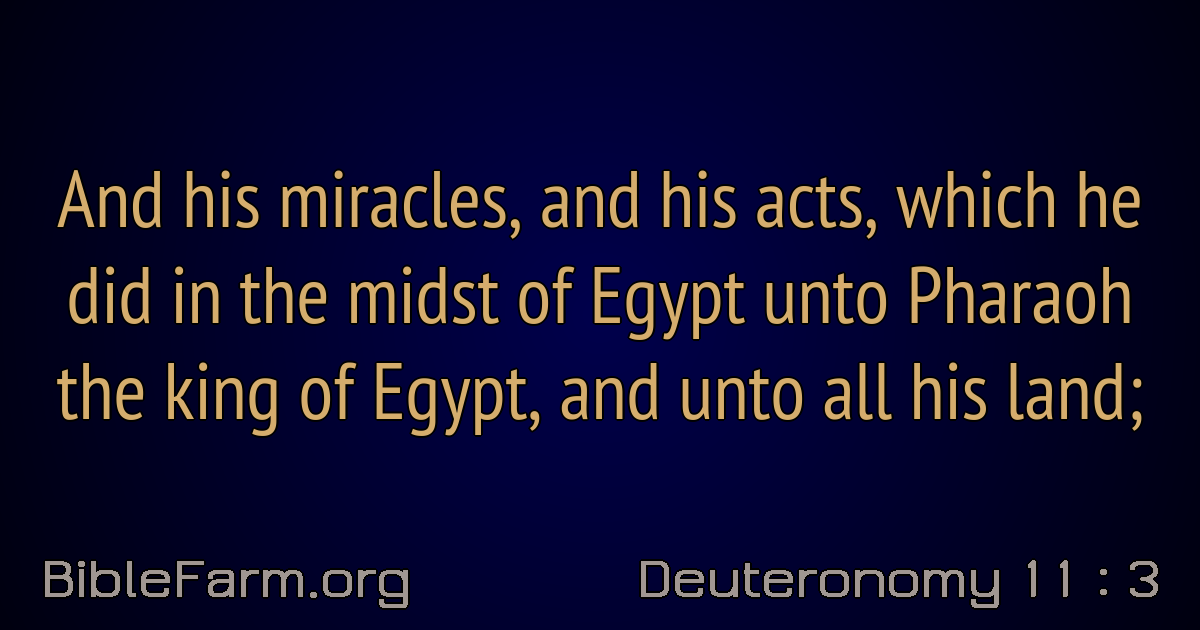 And his miracles, and his acts, which he
did in the midst of Egypt unto Pharaoh
the king of Egypt, and unto all his land;
BibleFarm.org
Deuteronomy 11 : 3